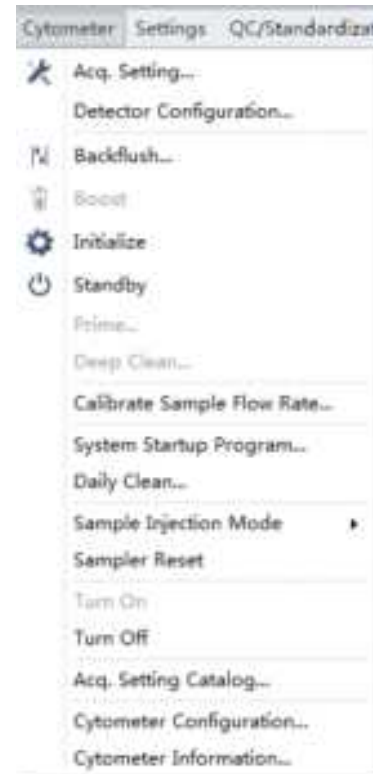 Cytometer Settings QC/Standardizat
Acq. Setting...
Detector Configuration...
Backflush...
Boost
Initialize
Standby
Prime...
Deep Clean...
Calibrate Sample Flow Rate...
System Startup Program...
Daily Clean...
Sample Injection Mode
Sampler Reset
Turn On
Turn Off
Acq. Setting Catalog...
Cytometer Configuration...
Cytometer Information...